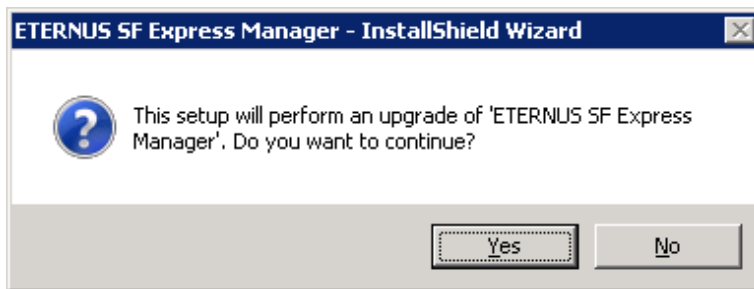 ETERNUS SF Express Manager - InstallShield Wizard
This setup will perform an upgrade of 'ETERNUS SF Express
Manager'. Do you want to continue?
Yes
No